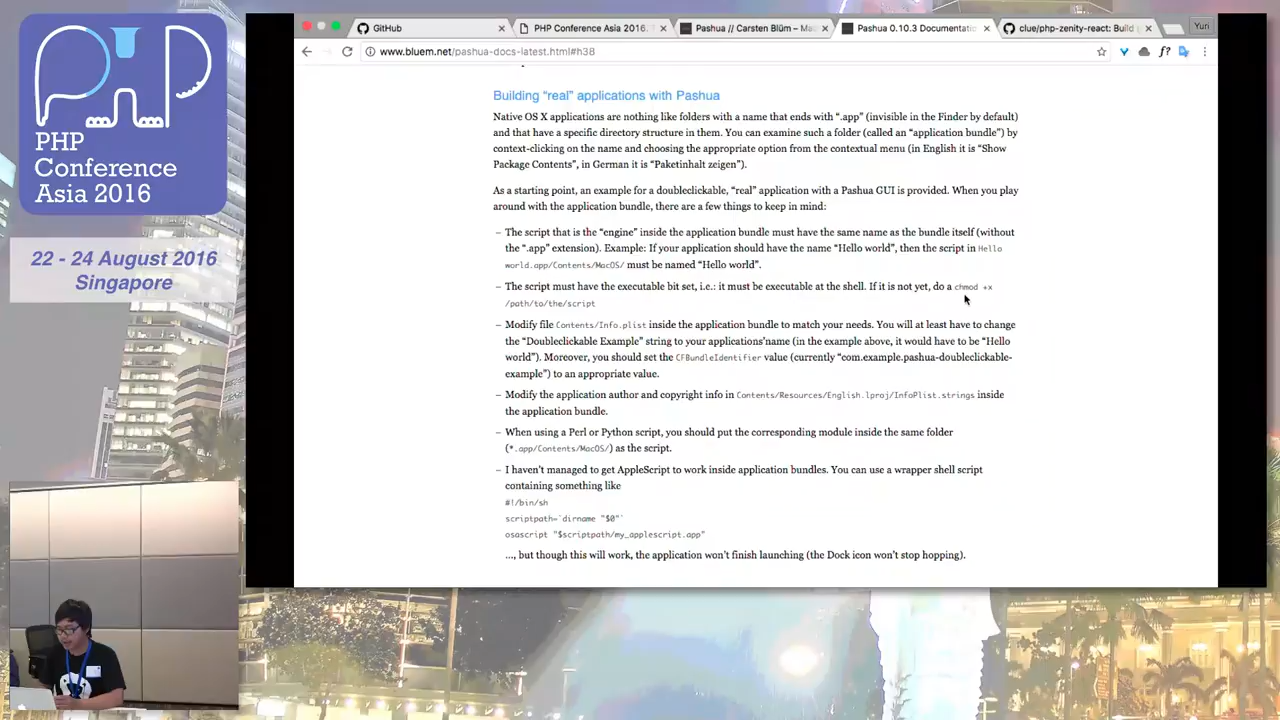 PHP
Conference
Asia 2016
22 - 24 August 2016
Singapore
GitHub
PHP Conference Asia 2016.
Pashua // Carsten Blüm – Ma
Pashua 0.10.3 Documentati
clue/php-zenity-react: Build
Yuri
www.bluem.net/pashua-docs-latest.html#h38
Building “real” applications with Pashua
Native OS X applications are nothing like folders with a name that ends with “.app” (invisible in the Finder by default)
and that have a specific directory structure in them. You can examine such a folder (called an “application bundle”) by
context-clicking on the name and choosing the appropriate option from the contextual menu (in English it is “Show
Package Contents”, in German it is “Paketinhalt zeigen”).
As a starting point, an example for a doubleclickable, “real” application with a Pashua GUI is provided. When you play
around with the application bundle, there are a few things to keep in mind:
– The script that is the “engine” inside the application bundle must have the same name as the bundle itself (without
the “.app” extension). Example: If your application should have the name “Hello world”, then the script in Hello
world.app/Contents/MacOS/ must be named “Hello world”.
– The script must have the executable bit set, i.e.: it must be executable at the shell. If it is not yet, do a chmod +x
/path/to/the/script
– Modify file Contents/Info.plist inside the application bundle to match your needs. You will at least have to change
the “Doubleclickable Example” string to your applications’name (in the example above, it would have to be “Hello
world”). Moreover, you should set the CFBundleIdentifier value (currently “com.example.pashua-doubleclickable-
example”) to an appropriate value.
– Modify the application author and copyright info in Contents/Resources/English.lproj/InfoPlist.strings inside
the application bundle.
– When using a Perl or Python script, you should put the corresponding module inside the same folder
(*.app/Contents/MacOS/) as the script.
– I haven’t managed to get AppleScript to work inside application bundles. You can use a wrapper shell script
containing something like
#!/bin/sh
scriptpath=`dirname "$0"`
osascript "$scriptpath/my_applescript.app"
…, but though this will work, the application won’t finish launching (the Dock icon won’t stop hopping).